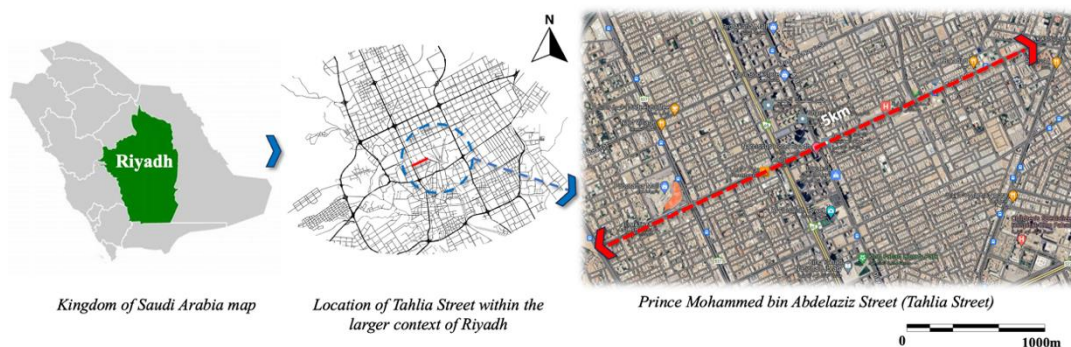 N
Riyadh
5km
Kingdom of Saudi Arabia map
Location of Tahlia Street within the
larger context of Riyadh
Prince Mohammed bin Abdelaziz Street (Tahlia Street)
0
1000m